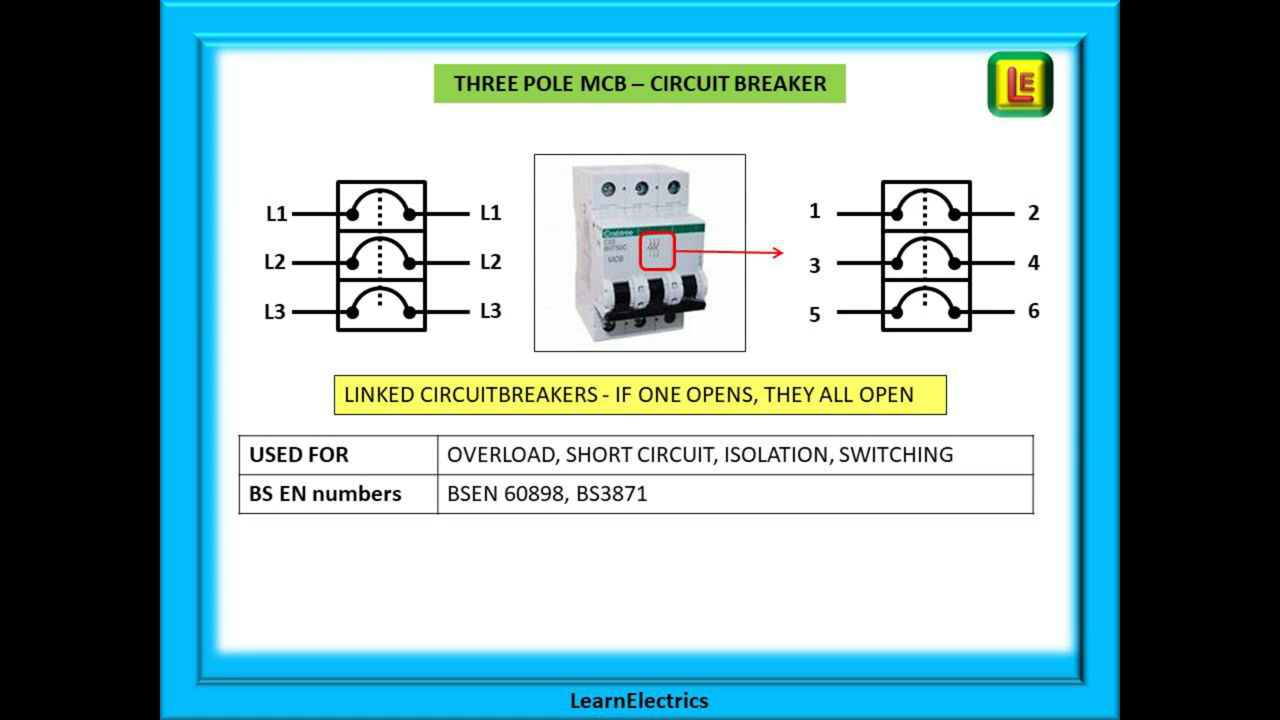 THREE POLE MCB – CIRCUIT BREAKER
LE
L1 L1
L2 L2
L3 L3
Crabtree
C50
MCB
1 2
3 4
5 6
LINKED CIRCUITBREAKERS - IF ONE OPENS, THEY ALL OPEN
USED FOR OVERLOAD, SHORT CIRCUIT, ISOLATION, SWITCHING
BS EN numbers BSEN 60898, BS3871
LearnElectrics